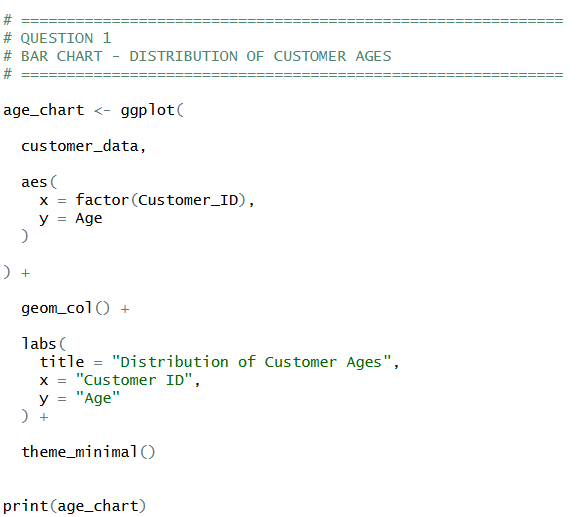 # ============================================================
# QUESTION 1
# BAR CHART - DISTRIBUTION OF CUSTOMER AGES
# ============================================================
age_chart <- ggplot(
customer_data,
aes(
x = factor(Customer_ID),
y = Age
)
) +
geom_col() +
labs(
title = "Distribution of Customer Ages",
x = "Customer ID",
y = "Age"
) +
theme_minimal()
print(age_chart)